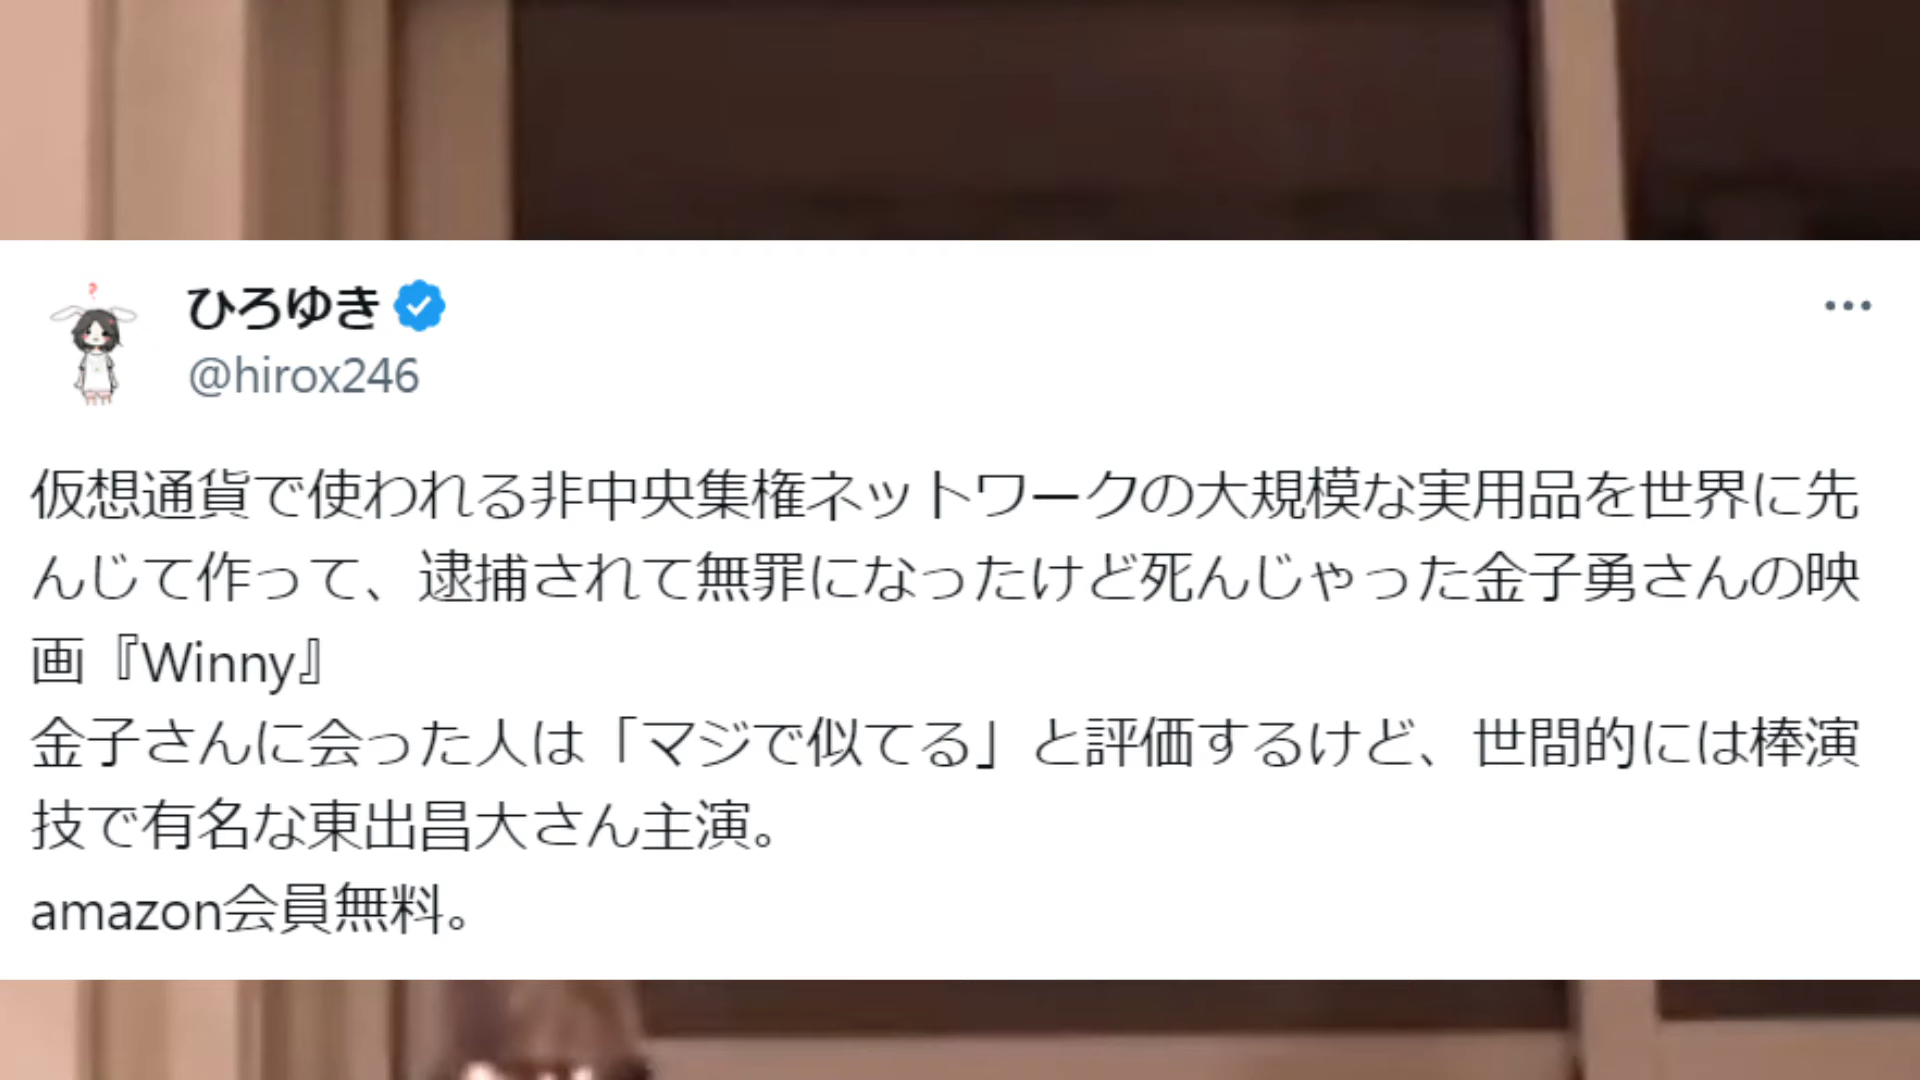 ひろゆき
@hirox246
仮想通貨で使われる非中央集権ネットワークの大規模な実用品を世界に先
んじて作って、逮捕されて無罪になったけど死んじゃった金子勇さんの映
画『Winny』
金子さんに会った人は「マジで似てる」と評価するけど、世間的には棒演
技で有名な東出昌大さん主演。
amazon会員無料。